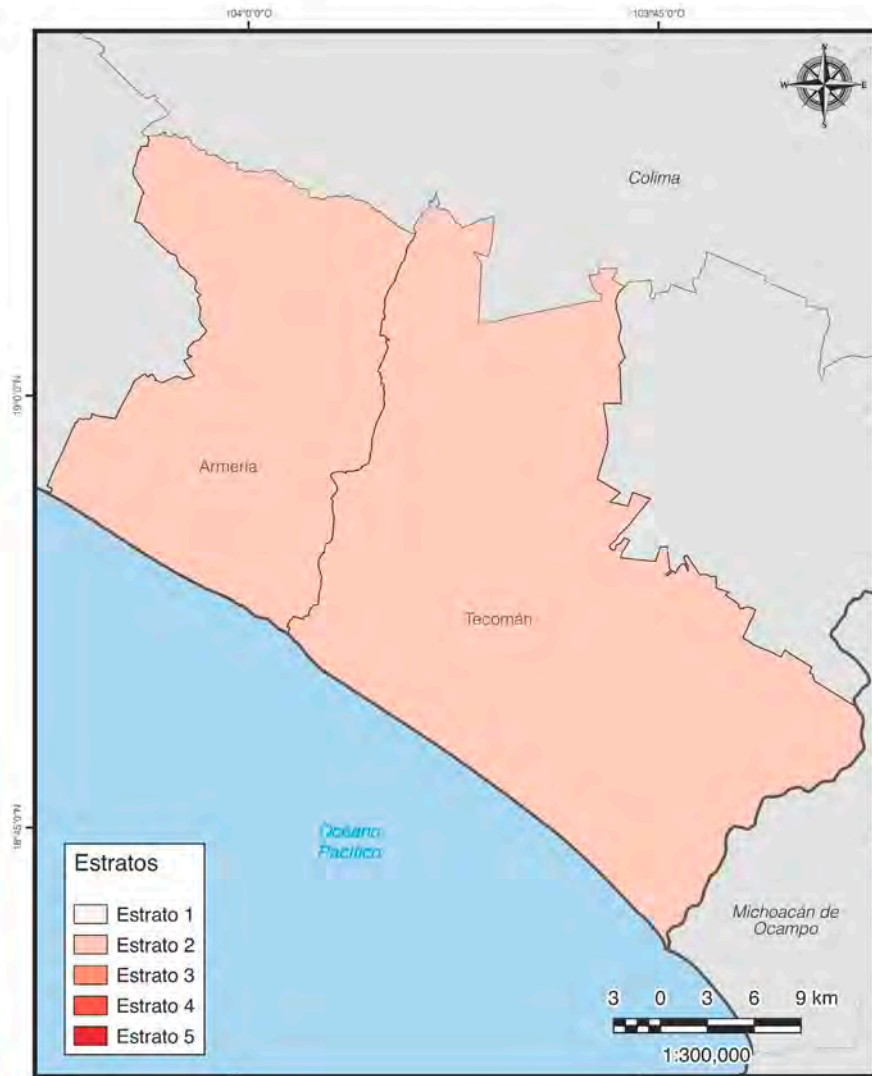 104°0'0"O
103°45'0"O
N
W
E
S
Colima
19°0'0"N
Armería
Tecomán
18°45'0"N
Océano
Pacífico
Estratos
Estrato 1
Estrato 2
Estrato 3
Estrato 4
Estrato 5
Michoacán de
Ocampo
3 0 3 6 9 km
1:300,000